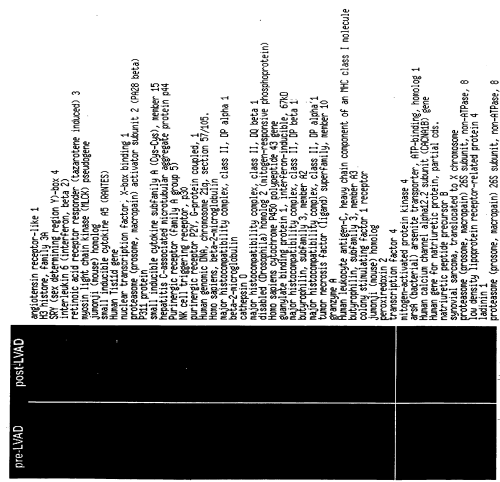 pre-LVAD
post-LVAD
angiotensin receptor-like 1
H3 histone, family 3A
SRY (sex determining region Y)-box 4
interleukin 6 (interferon, beta 2)
retinoic acid receptor responder (tazarotene induced) 3
myosin light chain kinase (MLCK) pseudogene
jumonji (mouse) homolog
small inducible cytokine A5 (RANTES)
Human 1SI1 gene
nuclear transcription factor, X-box binding 1
proteasome (prosome, macropain) activator subunit 2 (PA28 beta)
P311 protein
small inducible cytokine subfamily A (Cys-Cys), member 15
hepatitis C-associated microtubular aggregate protein p44
Purinergic receptor (family A group 5)
NK cell triggering receptor, p30
purinergic receptor P2Y, G-protein coupled, 1
Human genomic DNA, chromosome 22q, section 57/105.
Homo sapiens, beta-2-microglobulin
major histocompatibility complex, class II, DP alpha 1
beta-2-microglobulin
cathepsin D
major histocompatibility complex, class II, DQ beta 1
disabled (Drosophila) homolog 2 (mitogen-responsive phosphoprotein)
Homo sapiens cytochrome P450 polypeptide 43 gene
guanylate binding protein 1, interferon-inducible, 67kD
major histocompatibility complex, class II, DP beta 1
butyrophilin, subfamily 3, member A2
major histocompatibility complex, class II, DP alpha 1
tumor necrosis factor (ligand) superfamily, member 10
granzyme A
Human leukocyte antigen-C, heavy chain component of an MHC class I molecule
butyrophilin, subfamily 3, member A3
colony stimulating factor 1 receptor
jumonji (mouse) homolog
peroxiredoxin 2
transcription factor 4
mitogen-activated protein kinase 4
arsA (bacterial) arsenite transporter, ATP-binding, homolog 1
Human calcium channel alpha12.2 subunit (CACNA1B) gene
Human gene for natriuretic protein, partial cds.
natriuretic peptide precursor B
synovial sarcoma, translocated to X chromosome
proteasome (prosome, macropain) 26S subunit, non-ATPase, 8
low density lipoprotein receptor-related protein 4
ladinin 1
proteasome (prosome, macropain) 26S subunit, non-ATPase, 8